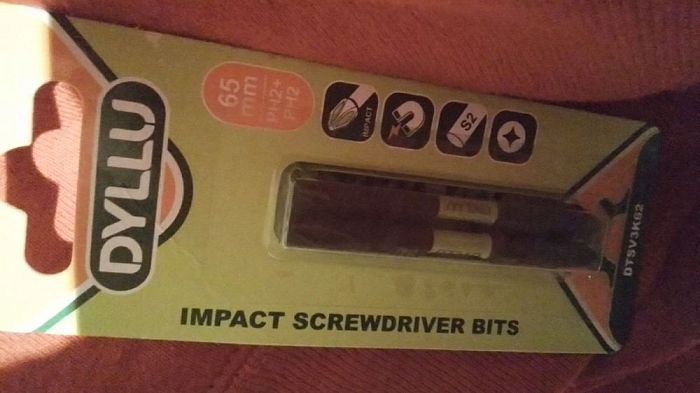 DYLLU
65
mm
PH2+
PH2
IMPACT
S2
IMPACT SCREWDRIVER BITS
DTSV3K62